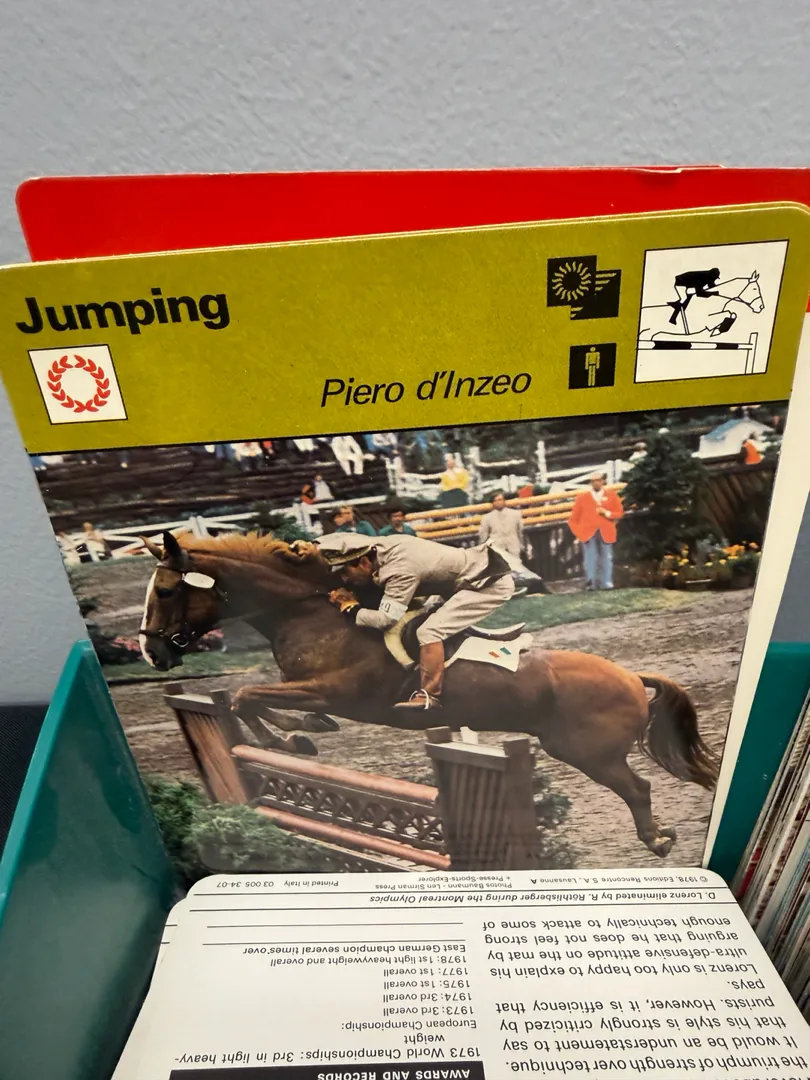 Jumping
Piero d'Inzeo
the triumph of strength over technique.
It would be an understatement to say
that his style is strongly criticized by
purists. However, it is efficiency that
pays.
Lorenz is only too happy to explain his
ultra-defensive attitude on the mat by
arguing that he does not feel strong
enough technically to attack some of
AWARDS AND RECORDS
1973 World Championships: 3rd in light heavy-
weight
European Championship:
1973: 3rd overall
1974: 3rd overall
1975: 1st overall
1977: 1st overall
1978: 1st light heavyweight and overall
East German champion several times.
D. Lorenz eliminated by R. Röthlisberger during the Montreal Olympics
© 1978, Editions Rencontre S.A., Lausanne A
Photos Baumann - Len Sirman Press
+ Presse-Sports-Explorer
Printed in Italy 03 005 34-07